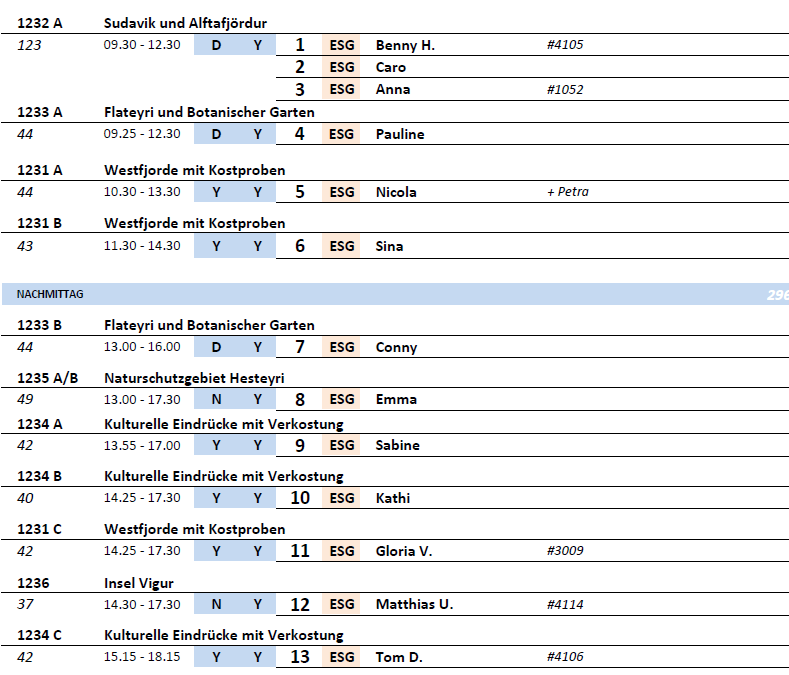 1232 A Sudavik und Alftafjördur
123 09.30 - 12.30 D Y 1 ESG Benny H. #4105
2 ESG Caro
3 ESG Anna #1052
1233 A Flateyri und Botanischer Garten
44 09.25 - 12.30 D Y 4 ESG Pauline
1231 A Westfjorde mit Kostproben
44 10.30 - 13.30 Y Y 5 ESG Nicola + Petra
1231 B Westfjorde mit Kostproben
43 11.30 - 14.30 Y Y 6 ESG Sina
NACHMITTAG 296
1233 B Flateyri und Botanischer Garten
44 13.00 - 16.00 D Y 7 ESG Conny
1235 A/B Naturschutzgebiet Hesteyri
49 13.00 - 17.30 N Y 8 ESG Emma
1234 A Kulturelle Eindrücke mit Verkostung
42 13.55 - 17.00 Y Y 9 ESG Sabine
1234 B Kulturelle Eindrücke mit Verkostung
40 14.25 - 17.30 Y Y 10 ESG Kathi
1231 C Westfjorde mit Kostproben
42 14.25 - 17.30 Y Y 11 ESG Gloria V. #3009
1236 Insel Vigur
37 14.30 - 17.30 N Y 12 ESG Matthias U. #4114
1234 C Kulturelle Eindrücke mit Verkostung
42 15.15 - 18.15 Y Y 13 ESG Tom D. #4106